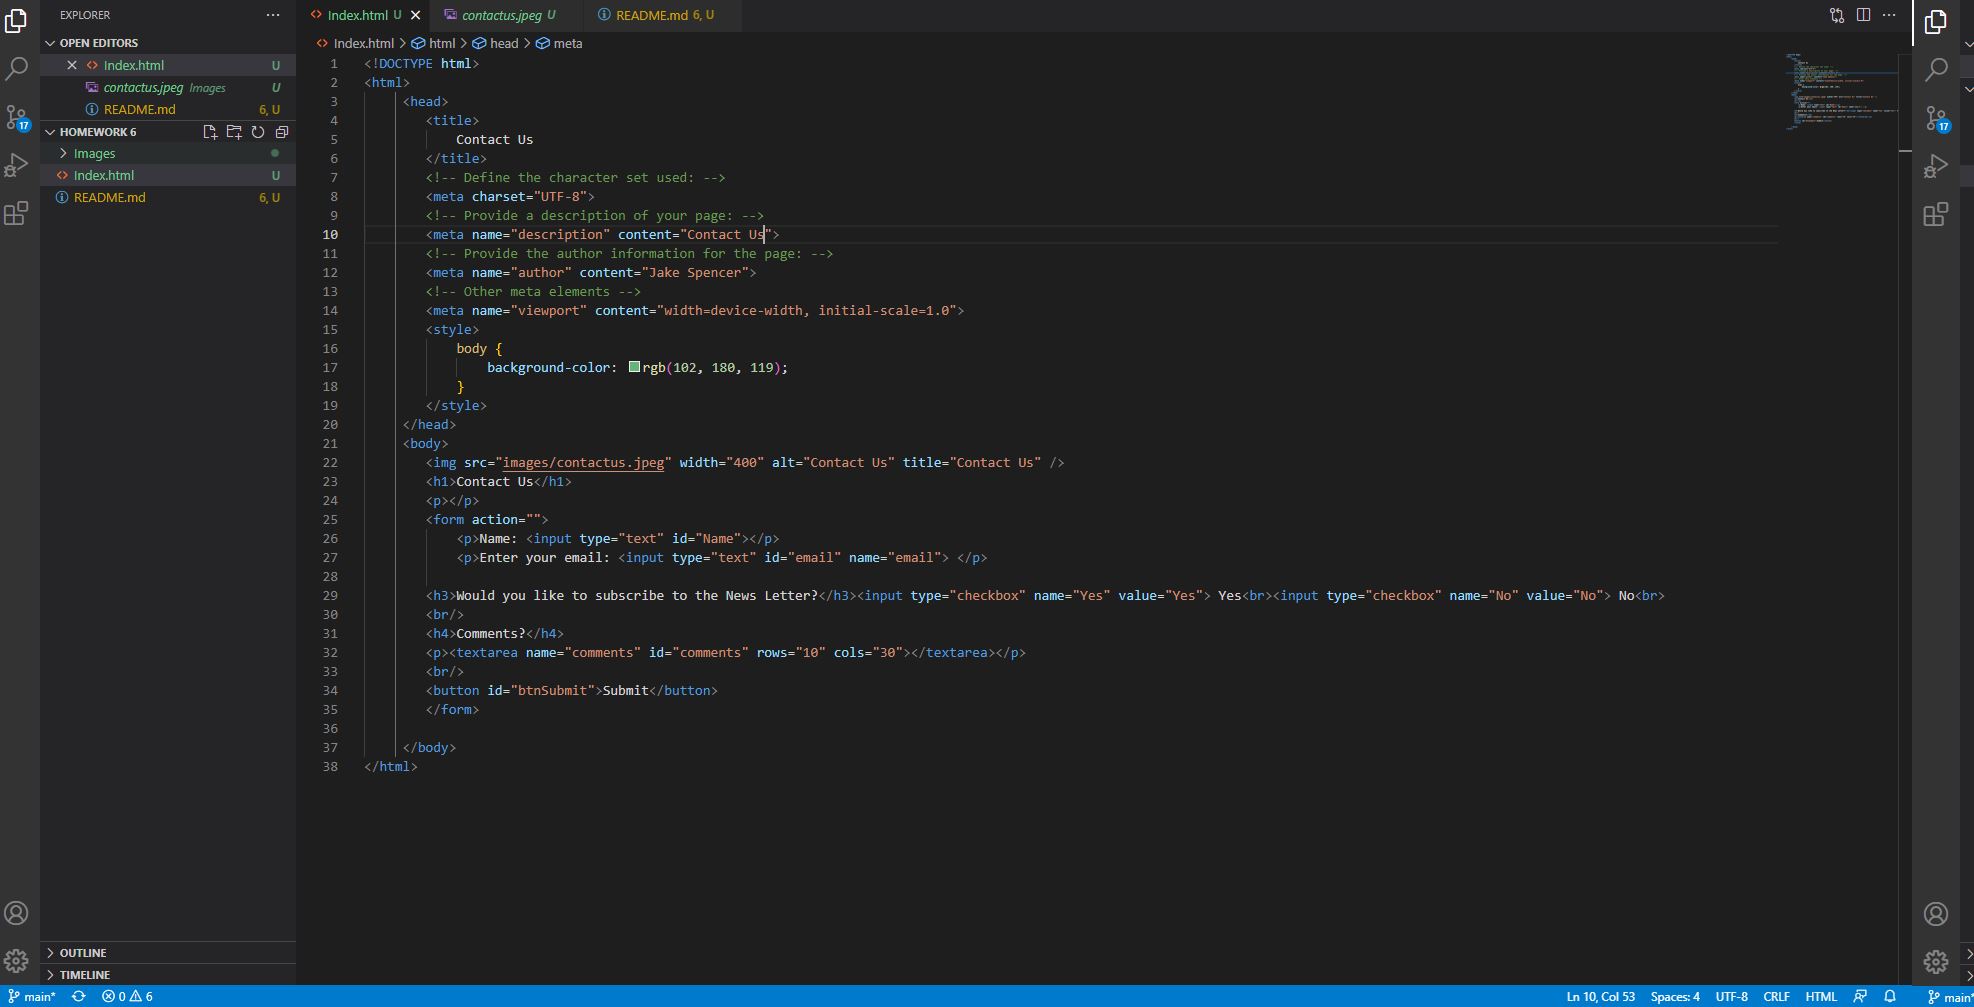 EXPLORER
Index.html U
contactus.jpeg U
README.md 6, U
OPEN EDITORS
Index.html U
contactus.jpeg Images U
README.md 6, U
HOMEWORK 6
Images
Index.html U
README.md 6, U
17
OUTLINE
TIMELINE
Index.html > html > head > meta
1 <!DOCTYPE html>
2 <html>
3 <head>
4 <title>
5 Contact Us
6 </title>
7 <!-- Define the character set used: -->
8 <meta charset="UTF-8">
9 <!-- Provide a description of your page: -->
10 <meta name="description" content="Contact Us">
11 <!-- Provide the author information for the page: -->
12 <meta name="author" content="Jake Spencer">
13 <!-- Other meta elements -->
14 <meta name="viewport" content="width=device-width, initial-scale=1.0">
15 <style>
16 body {
17 background-color: rgb(102, 180, 119);
18 }
19 </style>
20 </head>
21 <body>
22 <img src="images/contactus.jpeg" width="400" alt="Contact Us" title="Contact Us" />
23 <h1>Contact Us</h1>
24 <p></p>
25 <form action="">
26 <p>Name: <input type="text" id="Name"></p>
27 <p>Enter your email: <input type="text" id="email" name="email"> </p>
28
29 <h3>Would you like to subscribe to the News Letter?</h3><input type="checkbox" name="Yes" value="Yes"> Yes<br><input type="checkbox" name="No" value="No"> No<br>
30 <br/>
31 <h4>Comments?</h4>
32 <p><textarea name="comments" id="comments" rows="10" cols="30"></textarea></p>
33 <br/>
34 <button id="btnSubmit">Submit</button>
35 </form>
36
37 </body>
38 </html>
17
main* 0 6
Ln 10, Col 53 Spaces: 4 UTF-8 CRLF HTML
main*